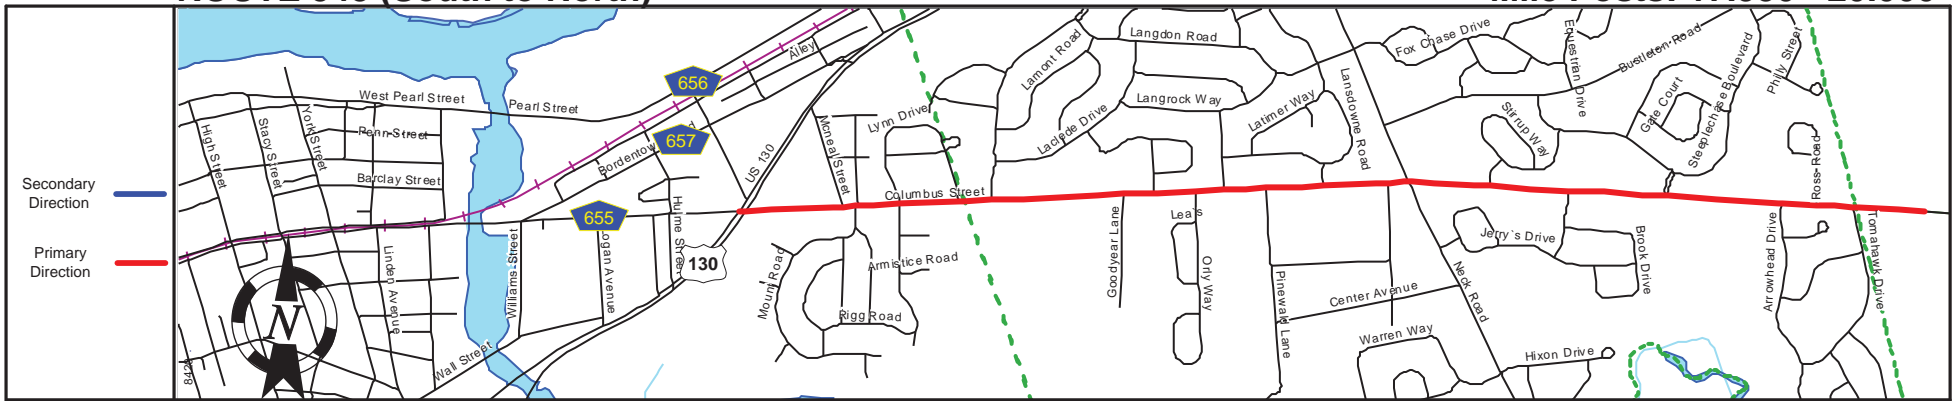 Secondary
Direction
Primary
Direction
High Street
Stacy Street
York Street
West Pearl Street
Penn Street
Barclay Street
Pearl Street
656
657
655
Alley
US 130
130
Mcneal Street
Lynn Drive
Columbus Street
Lamont Road
Langdon Road
Langrock Way
Laclede Drive
Latimer Way
Lansdowne Road
Fox Chase Drive
Equestrian Drive
Bustleton Road
Stirrup Way
Gate Court
Steeplechase Boulevard
Philly Street
Ross Road
Linden Avenue
Williams Street
Logan Avenue
Hulme Street
Wall Street
N
Mount Road
Armistice Road
Rigg Road
Goodyear Lane
Lea's
Orly Way
Pinewald Lane
Center Avenue
Warren Way
Neck Road
Jerry`s Drive
Hixon Drive
Brook Drive
Arrowhead Drive
Tomahawk Drive